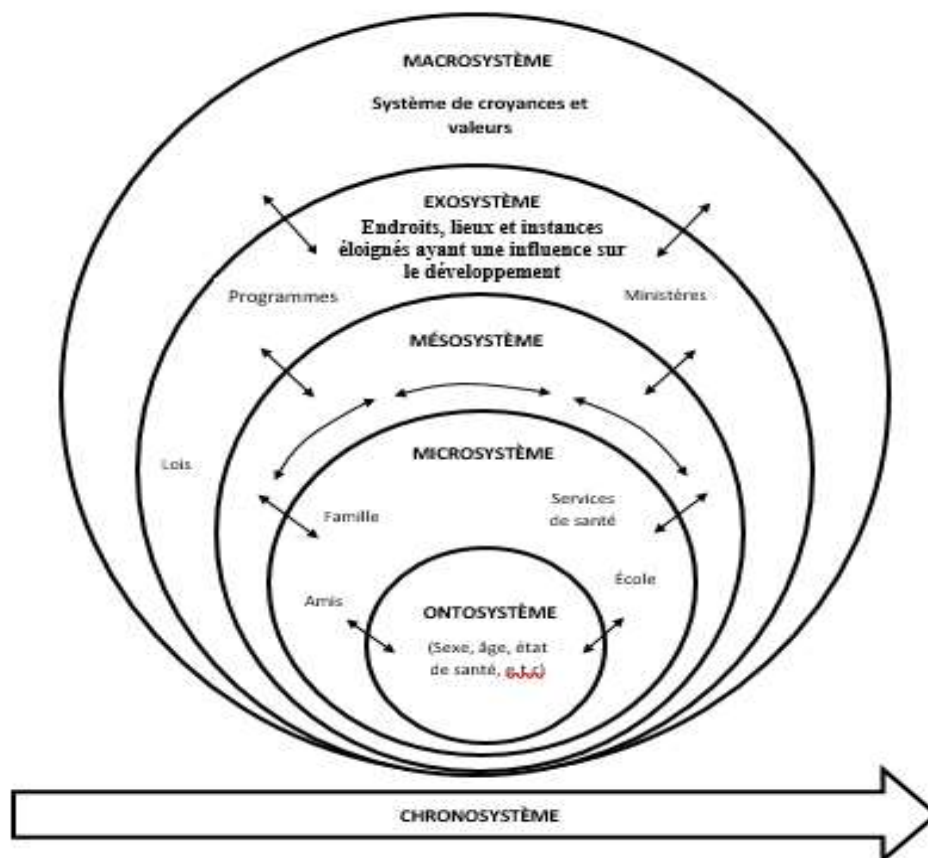 MACROSYSTÈME
Système de croyances et
valeurs
EXOSYSTÈME
Endroits, lieux et instances
éloignés ayant une influence sur
le développement
Programmes
Ministères
MÉSOSYSTÈME
MICROSYSTÈME
Lois
Famille
Services
de santé
Amis
École
ONTOSYSTÈME
(Sexe, âge, état
de santé, e.t.c)
CHRONOSYSTÈME